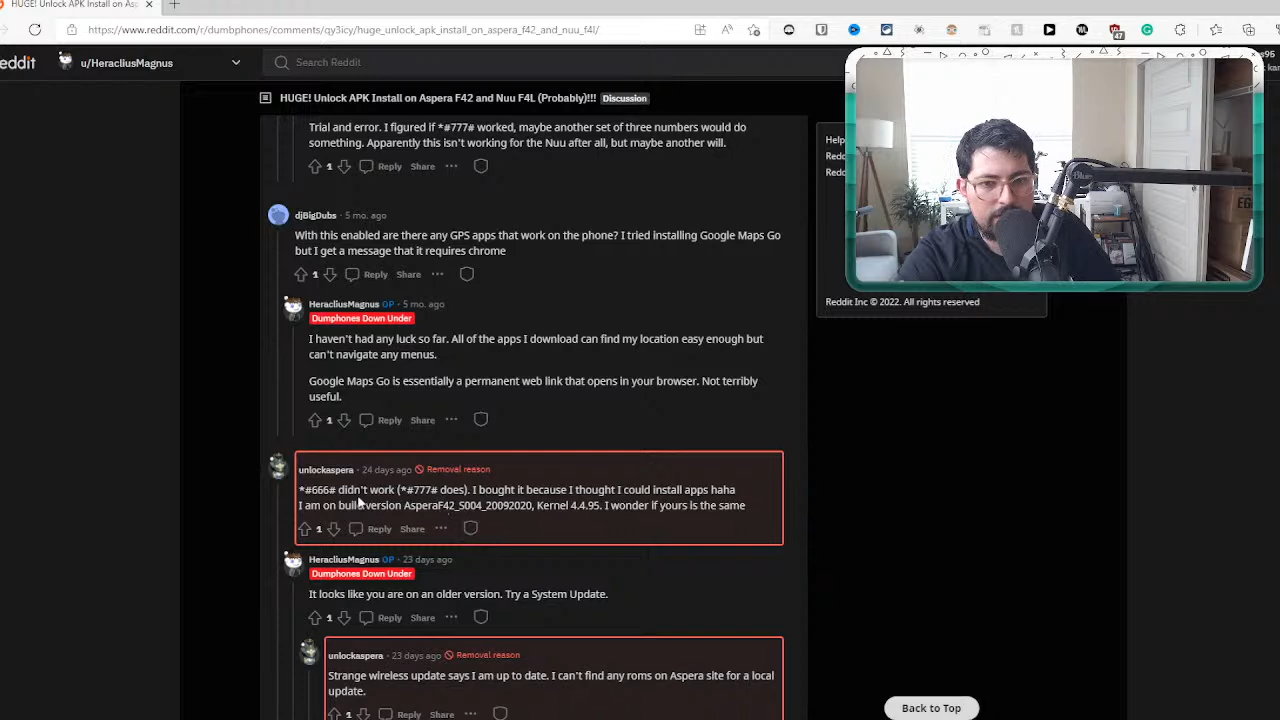 HUGE! Unlock APK Install on Asp
https://www.reddit.com/r/dumbphones/comments/qy3icy/huge_unlock_apk_install_on_aspera_f42_and_nuu_f4l/
47
eddit
u/HeracliusMagnus
Search Reddit
HUGE! Unlock APK Install on Aspera F42 and Nuu F4L (Probably)!!! Discussion
Trial and error. I figured if *#777# worked, maybe another set of three numbers would do
something. Apparently this isn't working for the Nuu after all, but maybe another will.
1 Reply Share
Help
Redd
Redd
djBigDubs · 5 mo. ago
With this enabled are there any GPS apps that work on the phone? I tried installing Google Maps Go
but I get a message that it requires chrome
1 Reply Share
HeracliusMagnus OP · 5 mo. ago
Dumphones Down Under
Reddit Inc © 2022. All rights reserved
I haven't had any luck so far. All of the apps I download can find my location easy enough but
can't navigate any menus.
Google Maps Go is essentially a permanent web link that opens in your browser. Not terribly
useful.
1 Reply Share
unlockaspera · 24 days ago Removal reason
*#666# didn't work (*#777# does). I bought it because I thought I could install apps haha
I am on build version AsperaF42_S004_20092020, Kernel 4.4.95. I wonder if yours is the same
1 Reply Share
HeracliusMagnus OP · 23 days ago
Dumphones Down Under
It looks like you are on an older version. Try a System Update.
1 Reply Share
unlockaspera · 23 days ago Removal reason
Strange wireless update says I am up to date. I can't find any roms on Aspera site for a local
update.
1 Reply Share
Back to Top